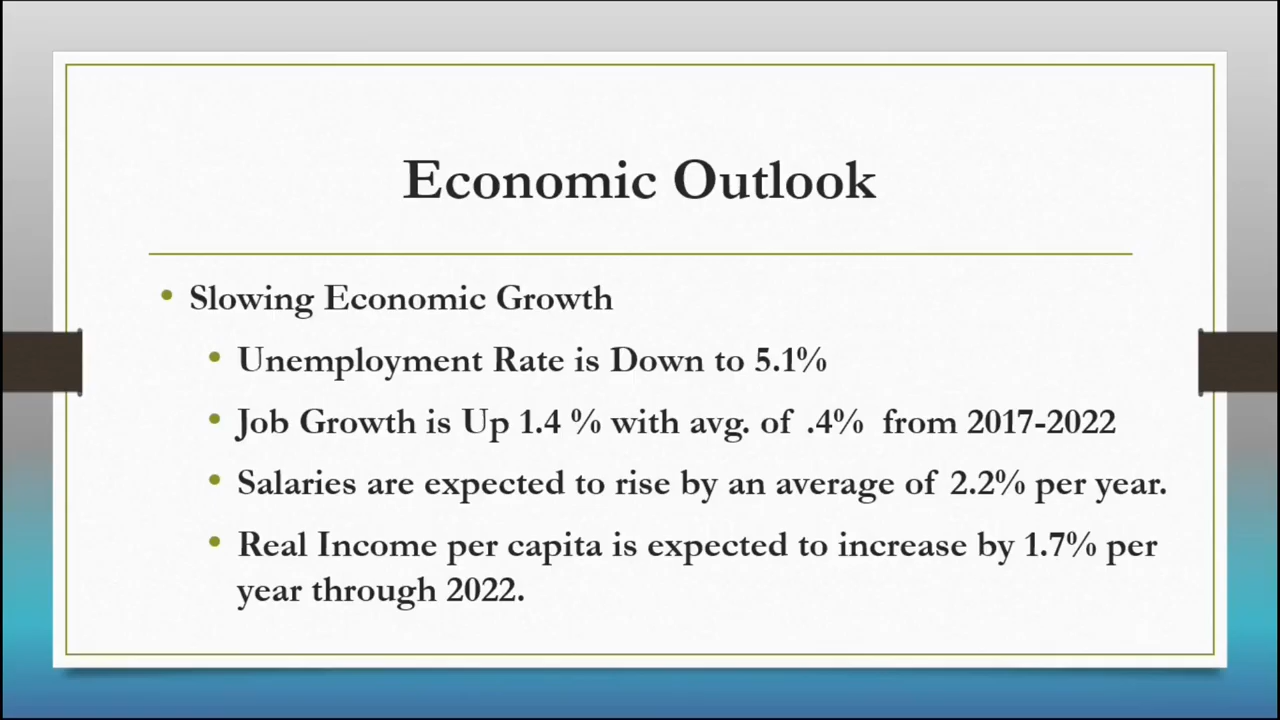 Economic Outlook
• Slowing Economic Growth
• Unemployment Rate is Down to 5.1%
• Job Growth is Up 1.4 % with avg. of .4% from 2017-2022
• Salaries are expected to rise by an average of 2.2% per year.
• Real Income per capita is expected to increase by 1.7% per
year through 2022.